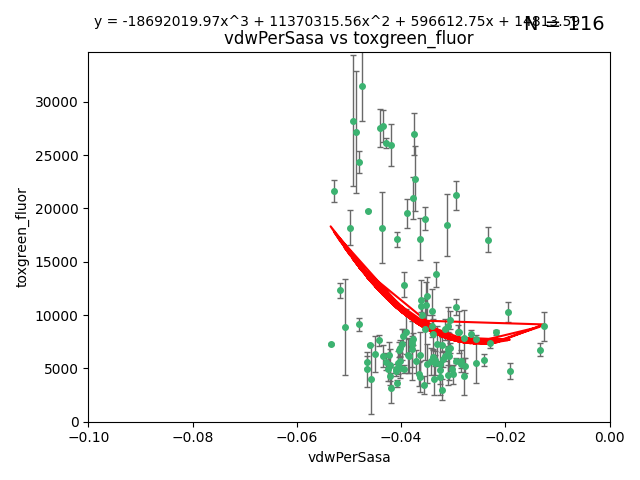 y = -18692019.97x^3 + 11370315.56x^2 + 596612.75x + 14813.59
N = 116
vdwPerSasa vs toxgreen_fluor
toxgreen_fluor
30000
25000
20000
15000
10000
5000
0
−0.10
−0.08
−0.06
−0.04
−0.02
0.00
vdwPerSasa